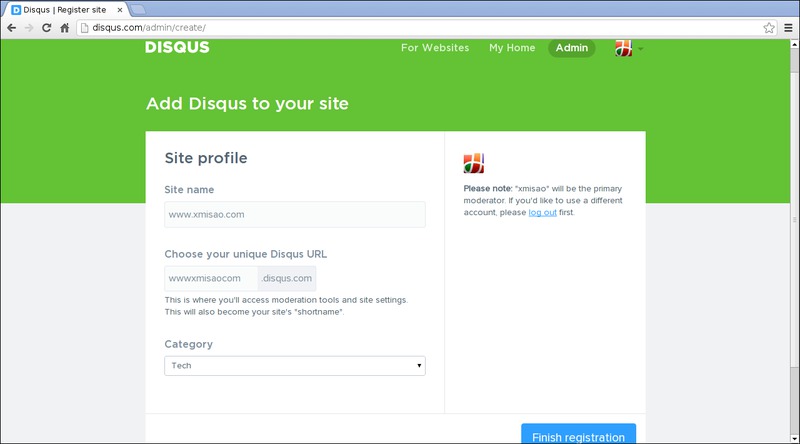 Disqus | Register site
disqus.com/admin/create/
DISQUS
For Websites
My Home
Admin
Add Disqus to your site
Site profile
Site name
www.xmisao.com
Choose your unique Disqus URL
wwwxmisaocom .disqus.com
This is where you'll access moderation tools and site settings.
This will also become your site's "shortname".
Category
Tech
Please note: "xmisao" will be the primary
moderator. If you'd like to use a different
account, please log out first.
Finish registration